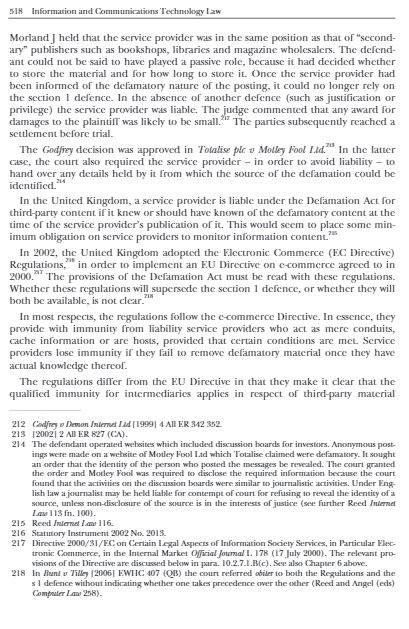 518 Information and Communications Technology Law
Morland J held that the service provider was in the same position as that of “second-
ary” publishers such as bookshops, libraries and magazine wholesalers. The defend-
ant could not be said to have played a passive role, because it had decided whether
to store the material and for how long to store it. Once the service provider had
been informed of the defamatory nature of the posting, it could no longer rely on
the section 1 defence. In the absence of another defence (such as justification or
privilege) the service provider was liable. The judge commented that any award for
damages to the plaintiff was likely to be small.212 The parties subsequently reached a
settlement before trial.
The Godfrey decision was approved in Totalise plc v Motley Fool Ltd.213 In the latter
case, the court also required the service provider – in order to avoid liability – to
hand over any details held by it from which the source of the defamation could be
identified.214
In the United Kingdom, a service provider is liable under the Defamation Act for
third-party content if it knew or should have known of the defamatory content at the
time of the service provider’s publication of it. This would seem to place some min-
imum obligation on service providers to monitor information content.215
In 2002, the United Kingdom adopted the Electronic Commerce (EC Directive)
Regulations,216 in order to implement an EU Directive on e-commerce agreed to in
2000.217 The provisions of the Defamation Act must be read with these regulations.
Whether these regulations will supersede the section 1 defence, or whether they will
both be available, is not clear.218
In most respects, the regulations follow the e-commerce Directive. In essence, they
provide with immunity from liability service providers who act as mere conduits,
cache information or are hosts, provided that certain conditions are met. Service
providers lose immunity if they fail to remove defamatory material once they have
actual knowledge thereof.
The regulations differ from the EU Directive in that they make it clear that the
qualified immunity for intermediaries applies in respect of third-party material
212 Godfrey v Demon Internet Ltd [1999] 4 All ER 342 352.
213 [2002] 2 All ER 827 (CA).
214 The defendant operated websites which included discussion boards for investors. Anonymous post-
ings were made on a website of Motley Fool Ltd which Totalise claimed were defamatory. It sought
an order that the identity of the person who posted the messages be revealed. The court granted
the order and Motley Fool was required to disclose the required information because the court
found that the activities on the discussion boards were similar to journalistic activities. Under Eng-
lish law a journalist may be held liable for contempt of court for refusing to reveal the identity of a
source, unless non-disclosure of the source is in the interests of justice (see further Reed Internet
Law 113 fn. 100).
215 Reed Internet Law 116.
216 Statutory Instrument 2002 No. 2013.
217 Directive 2000/31/EC on Certain Legal Aspects of Information Society Services, in Particular Elec-
tronic Commerce, in the Internal Market Official Journal L 178 (17 July 2000). The relevant pro-
visions of the Directive are discussed below in para. 10.2.7.1.B(c). See also Chapter 6 above.
218 In Bunt v Tilley [2006] EWHC 407 (QB) the court referred obiter to both the Regulations and the
s 1 defence without indicating whether one takes precedence over the other (Reed and Angel (eds)
Computer Law 258).